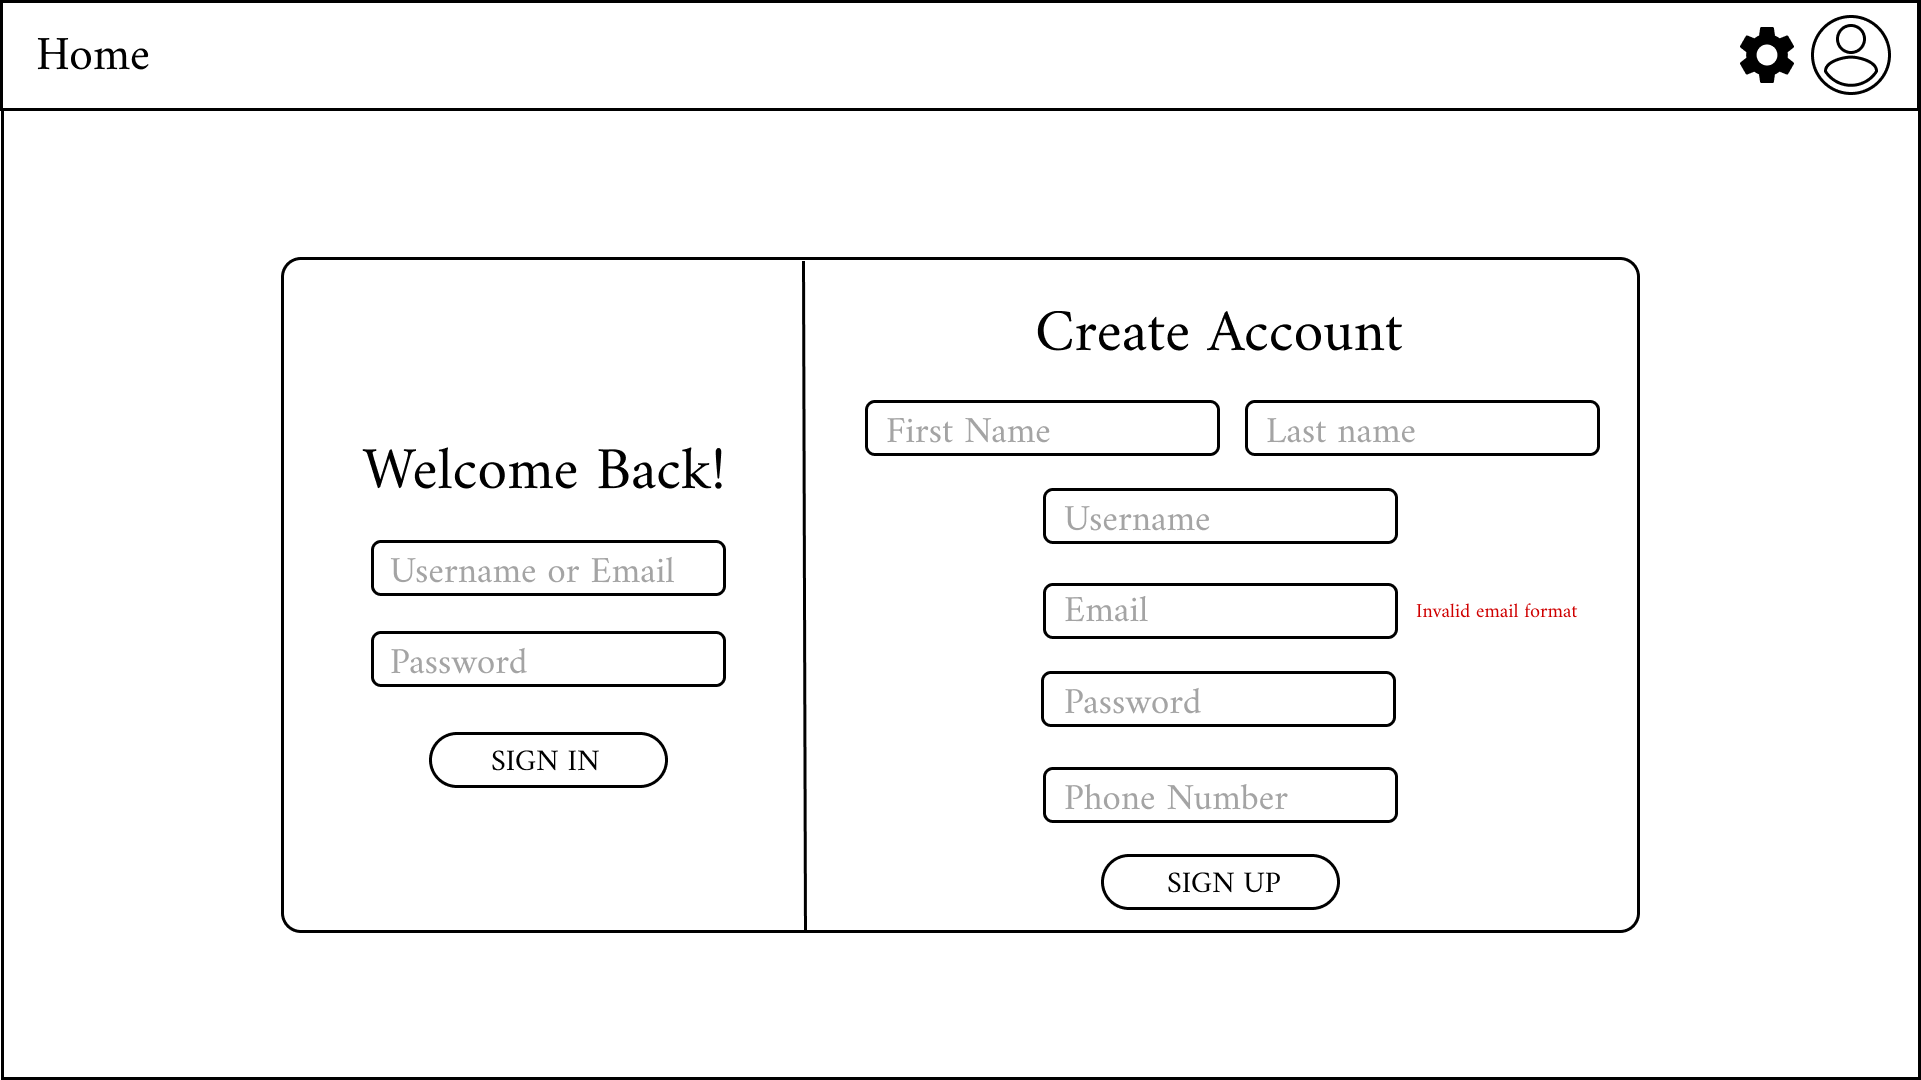 Home
Welcome Back!
Username or Email
Password
SIGN IN
Create Account
First Name
Last name
Username
Email
Invalid email format
Password
Phone Number
SIGN UP